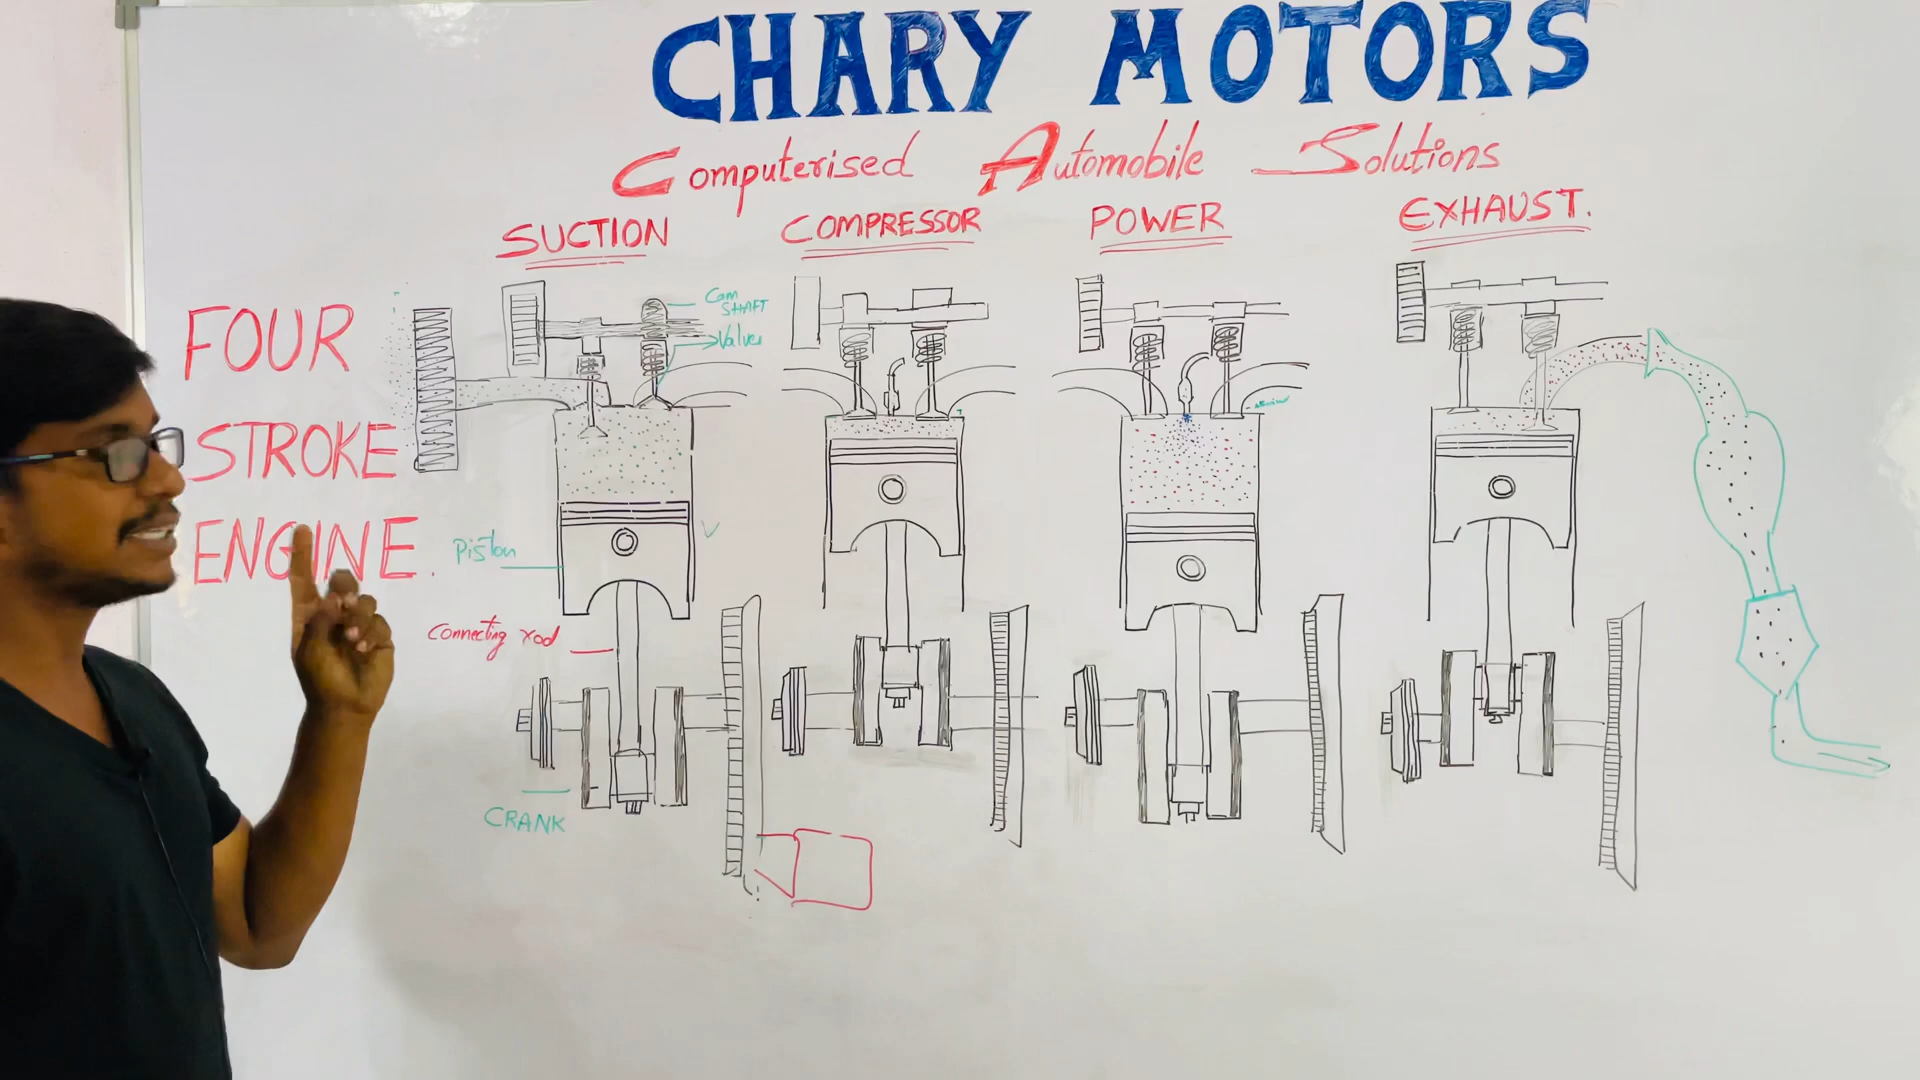 CHARY MOTORS
Computerised Automobile Solutions
SUCTION
COMPRESSOR
POWER
EXHAUST.
FOUR
STROKE
ENGINE.
Cam
SHAFT
Valves
Piston
Connecting rod
CRANK